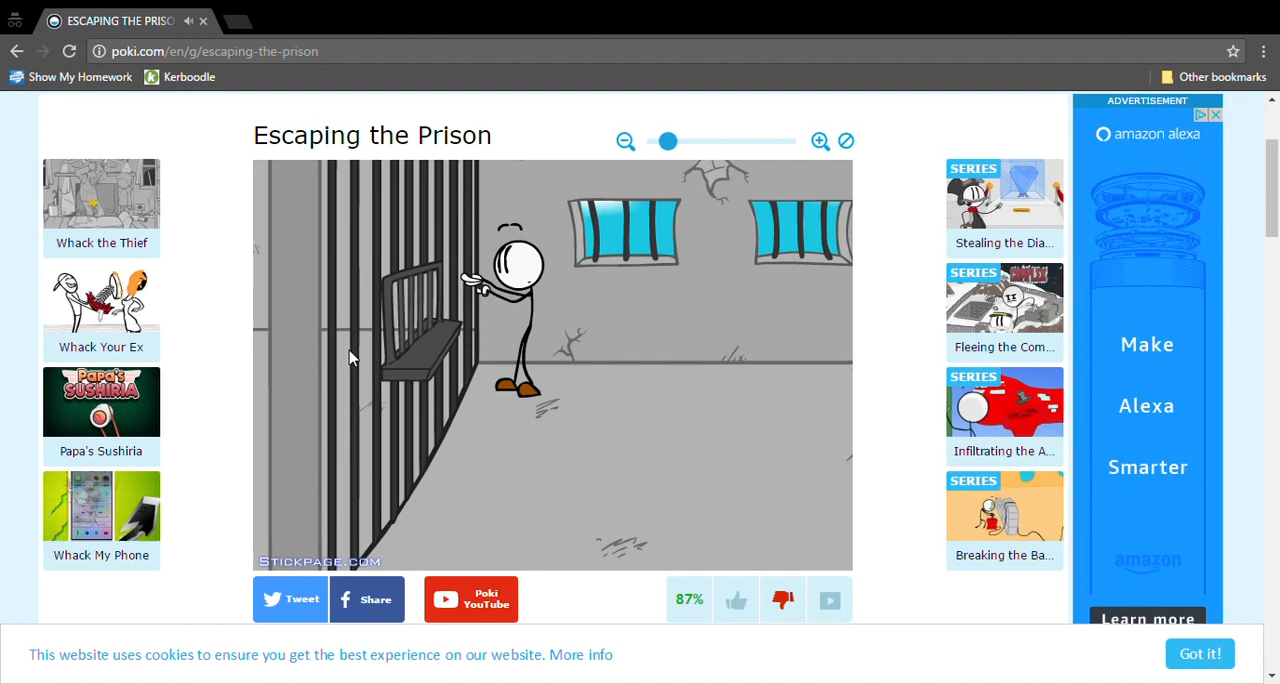 ESCAPING THE PRISO
poki.com/en/g/escaping-the-prison
Show My Homework
Kerboodle
Other bookmarks
Escaping the Prison
Whack the Thief
Whack Your Ex
Papa's SUSHIRIA
Papa's Sushiria
Whack My Phone
STICKPAGE.COM
Tweet
Share
Poki
YouTube
87%
SERIES
Stealing the Dia...
SERIES
COMPLEX
Fleeing the Com...
SERIES
Infiltrating the A...
SERIES
Breaking the Ba...
ADVERTISEMENT
amazon alexa
Make
Alexa
Smarter
amazon
Learn more
This website uses cookies to ensure you get the best experience on our website. More info
Got it!